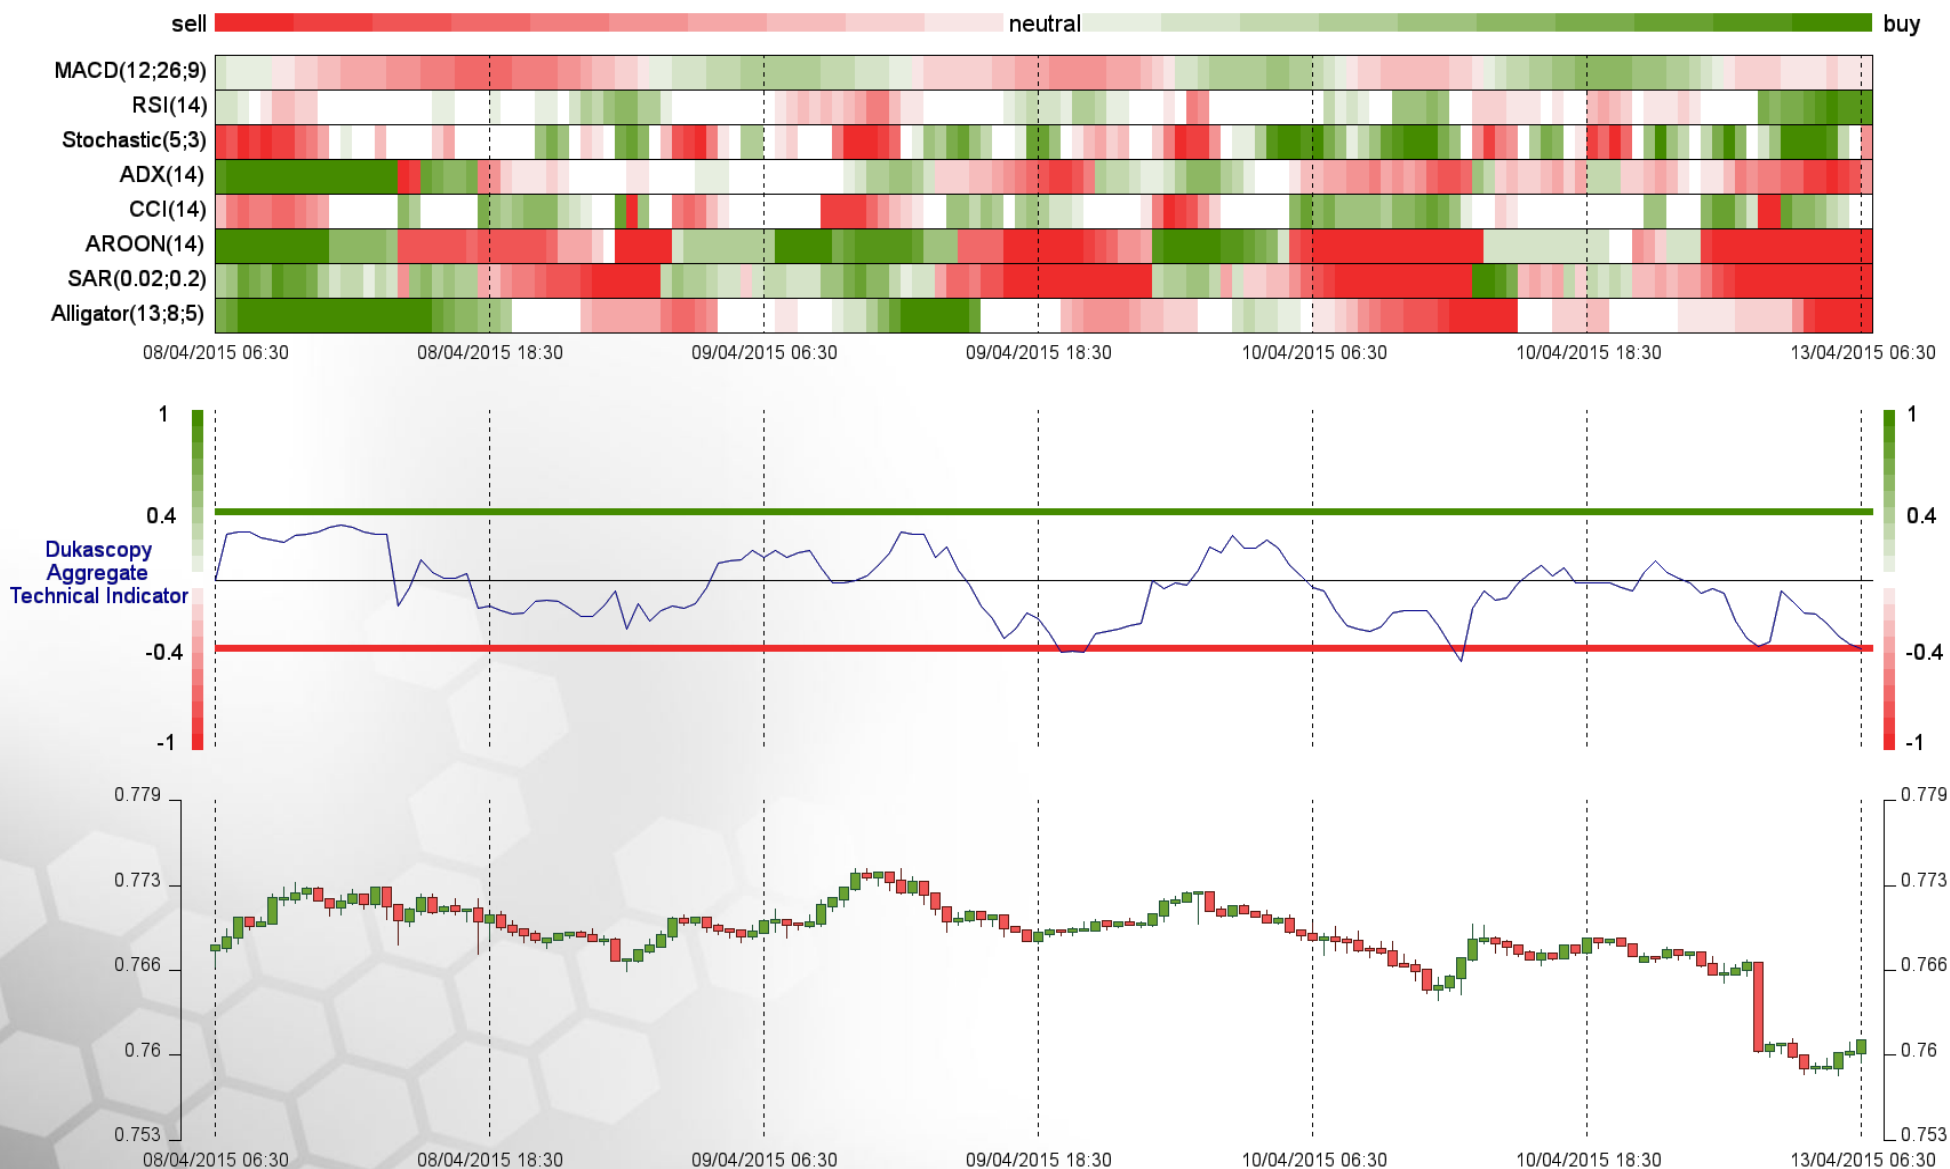 sell neutral buy
MACD(12;26;9)
RSI(14)
Stochastic(5;3)
ADX(14)
CCI(14)
AROON(14)
SAR(0.02;0.2)
Alligator(13;8;5)
08/04/2015 06:30 08/04/2015 18:30 09/04/2015 06:30 09/04/2015 18:30 10/04/2015 06:30 10/04/2015 18:30 13/04/2015 06:30
1 1
0.4 0.4
Dukascopy
Aggregate
Technical Indicator
-0.4 -0.4
-1 -1
0.779 0.779
0.773 0.773
0.766 0.766
0.76 0.76
0.753 0.753
08/04/2015 06:30 08/04/2015 18:30 09/04/2015 06:30 09/04/2015 18:30 10/04/2015 06:30 10/04/2015 18:30 13/04/2015 06:30